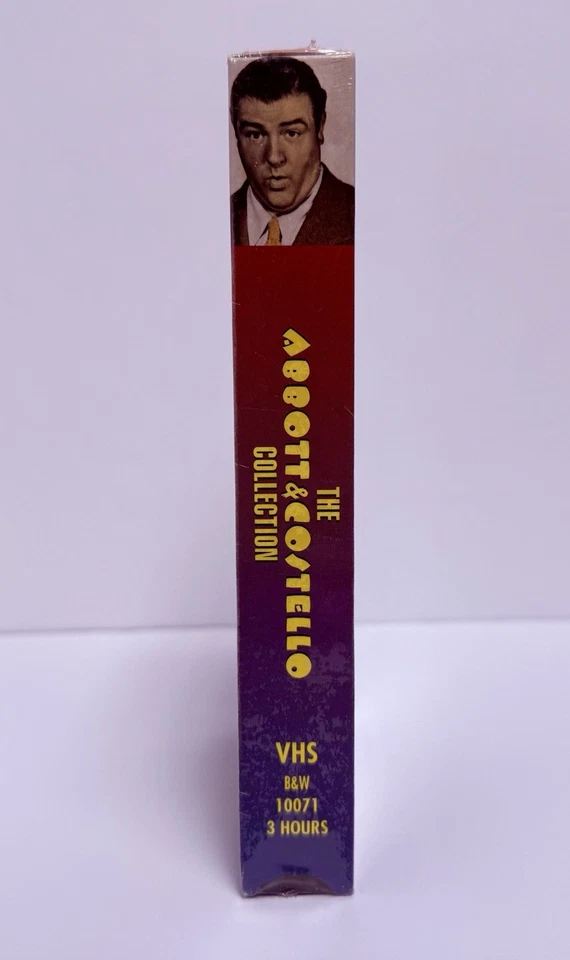 THE
ABBOTT & COSTELLO
COLLECTION
VHS
B&W
10071
3 HOURS